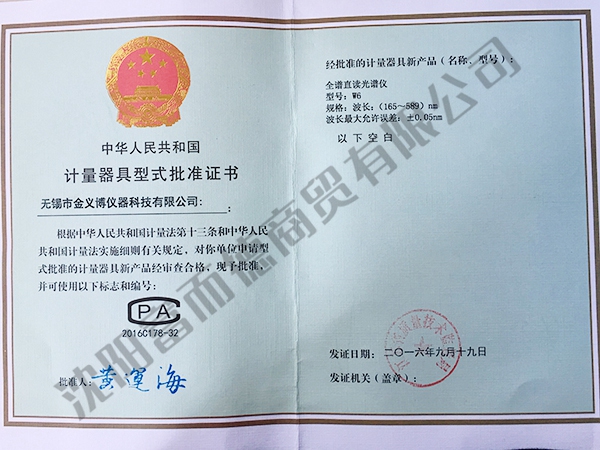 中华人民共和国
计量器具型式批准证书
无锡市金义博仪器科技有限公司：
根据中华人民共和国计量法第十三条和中华人民
共和国计量法实施细则有关规定，对你单位申请型
式批准的计量器具新产品经审查合格，现予批准，
并可使用以下标志和编号：
CPA
2016C178-32
批准人：黄运海
经批准的计量器具新产品（名称、型号）：
全谱直读光谱仪
型号：W6
规格：波长：(165～589) nm
波长最大允许误差：±0.05nm
以下空白
发证日期：二〇一六年九月十九日
发证机关（盖章）：
沈阳富而德商贸有限公司